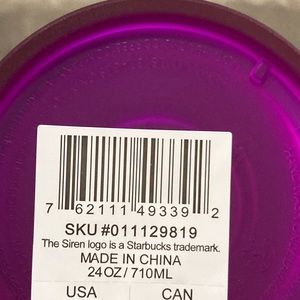 7 62111 49339 2
SKU #011129819
The Siren logo is a Starbucks trademark.
MADE IN CHINA
24OZ/710ML
USA CAN